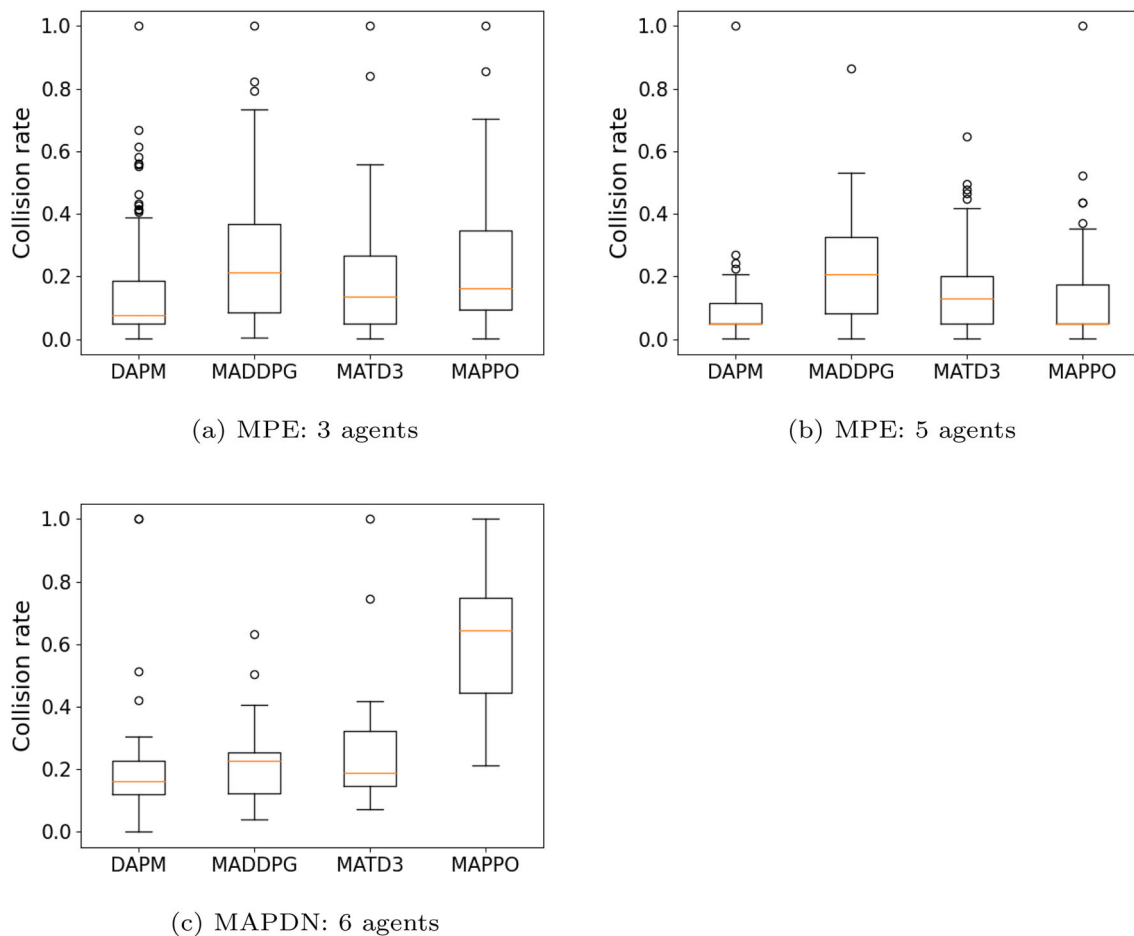 1.0
0.8
0.6
0.4
0.2
0.0
Collision rate
DAPM MADDPG MATD3 MAPPO
(a) MPE: 3 agents
1.0
0.8
0.6
0.4
0.2
0.0
Collision rate
DAPM MADDPG MATD3 MAPPO
(b) MPE: 5 agents
1.0
0.8
0.6
0.4
0.2
0.0
Collision rate
DAPM MADDPG MATD3 MAPPO
(c) MAPDN: 6 agents